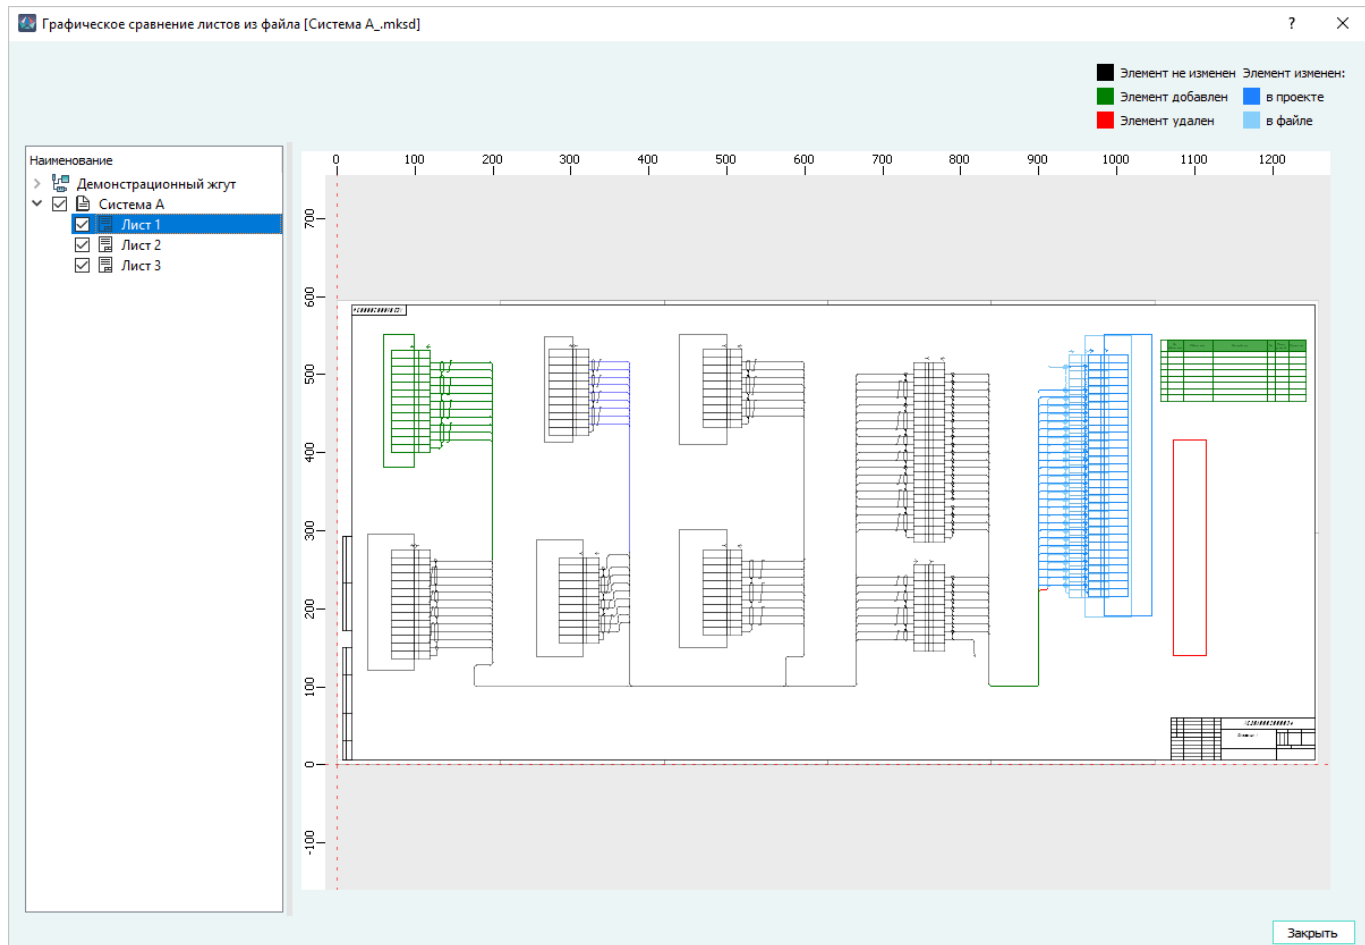 Графическое сравнение листов из файла [Система А_.mksd]
?
Элемент не изменен Элемент изменен:
Элемент добавлен в проекте
Элемент удален в файле
Наименование
Демонстрационный жгут
Система А
Лист 1
Лист 2
Лист 3
0 100 200 300 400 500 600 700 800 900 1000 1100 1200
700
600
500
400
300
200
100
0
-100
Закрыть